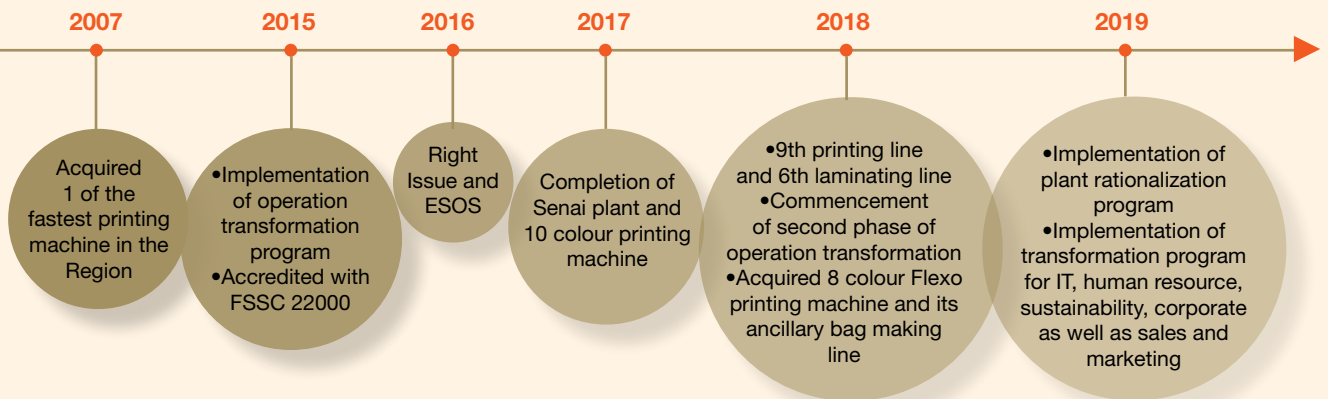 2007
2015
2016
2017
2018
2019
Acquired
1 of the
fastest printing
machine in the
Region
•Implementation
of operation
transformation
program
•Accredited with
FSSC 22000
Right
Issue and
ESOS
Completion of
Senai plant and
10 colour printing
machine
•9th printing line
and 6th laminating line
•Commencement
of second phase of
operation transformation
•Acquired 8 colour Flexo
printing machine and its
ancillary bag making
line
•Implementation of
plant rationalization
program
•Implementation of
transformation program
for IT, human resource,
sustainability, corporate
as well as sales and
marketing